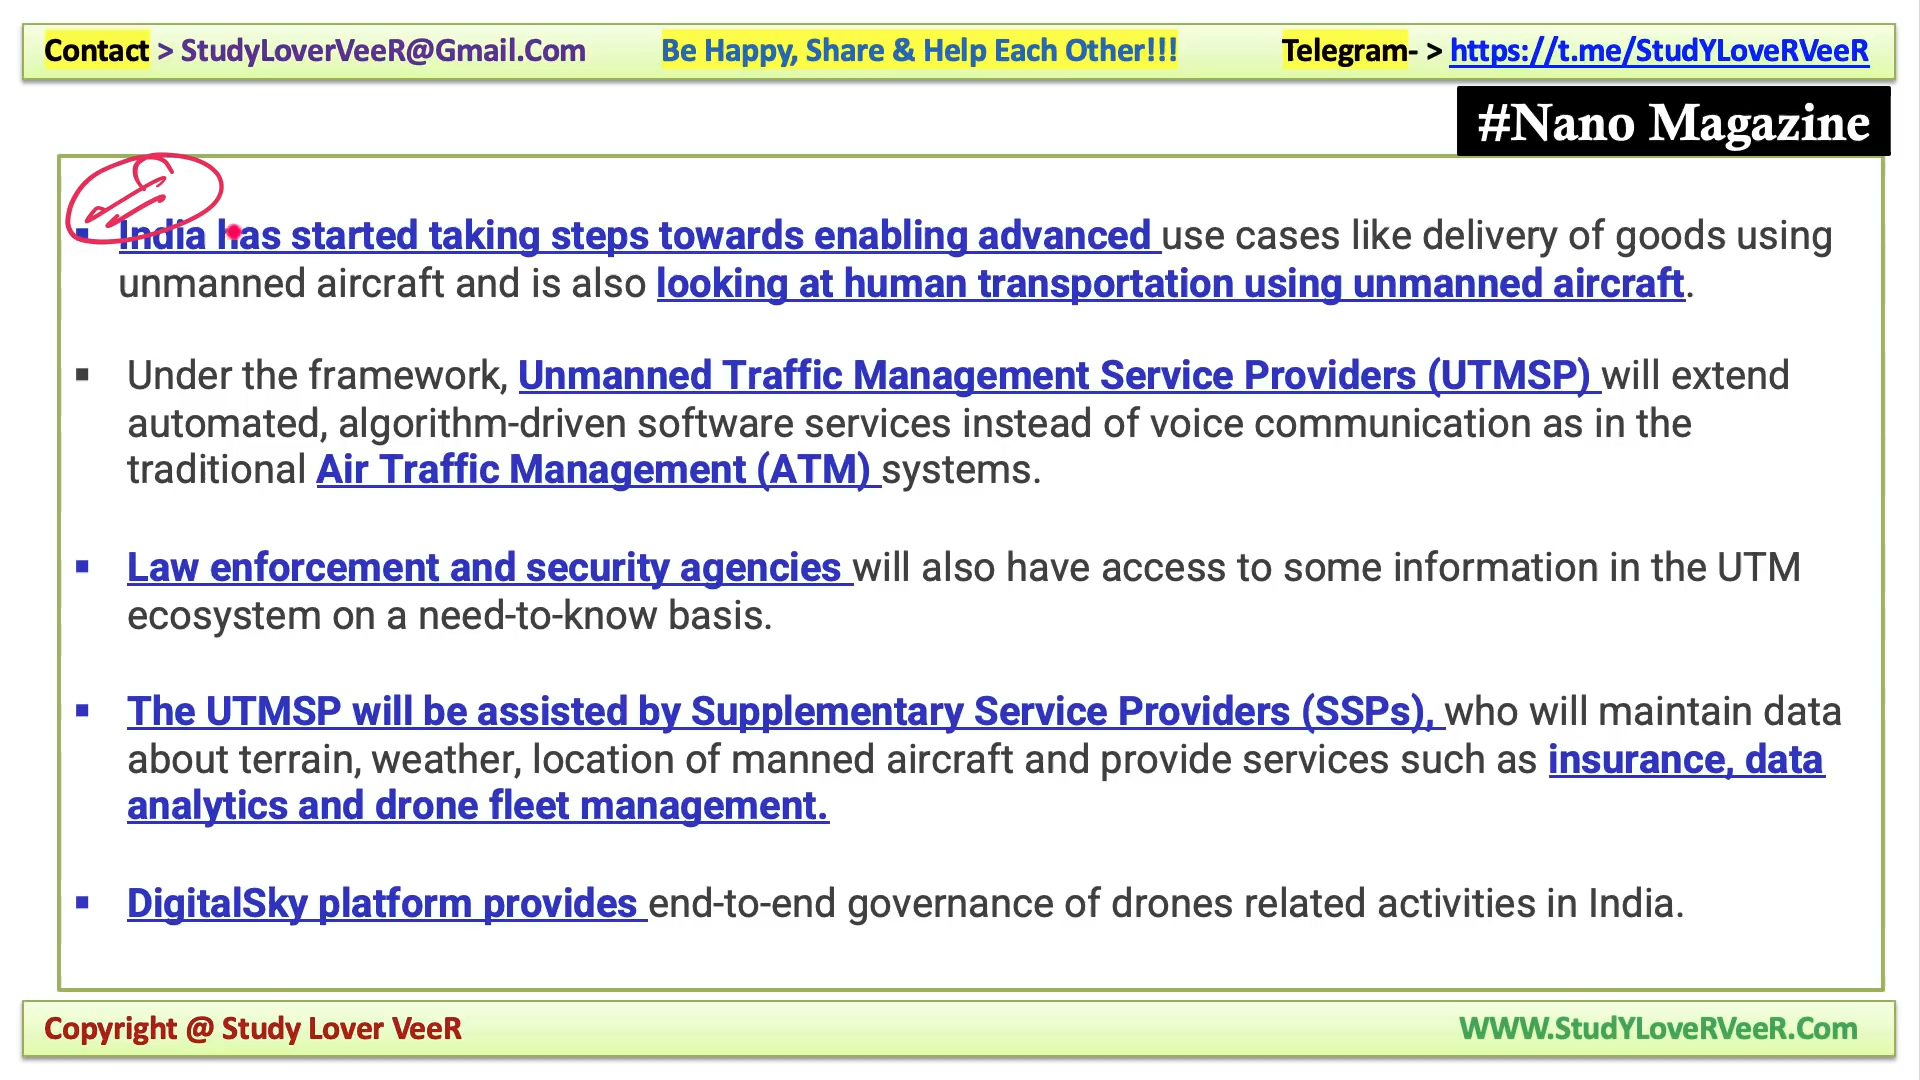 Contact > StudyLoverVeeR@Gmail.Com Be Happy, Share & Help Each Other!!! Telegram- > https://t.me/StudYLoveRVeeR
#Nano Magazine
▪ India has started taking steps towards enabling advanced use cases like delivery of goods using
unmanned aircraft and is also looking at human transportation using unmanned aircraft.
▪ Under the framework, Unmanned Traffic Management Service Providers (UTMSP) will extend
automated, algorithm-driven software services instead of voice communication as in the
traditional Air Traffic Management (ATM) systems.
▪ Law enforcement and security agencies will also have access to some information in the UTM
ecosystem on a need-to-know basis.
▪ The UTMSP will be assisted by Supplementary Service Providers (SSPs), who will maintain data
about terrain, weather, location of manned aircraft and provide services such as insurance, data
analytics and drone fleet management.
▪ DigitalSky platform provides end-to-end governance of drones related activities in India.
Copyright @ Study Lover VeeR WWW.StudYLoveRVeeR.Com